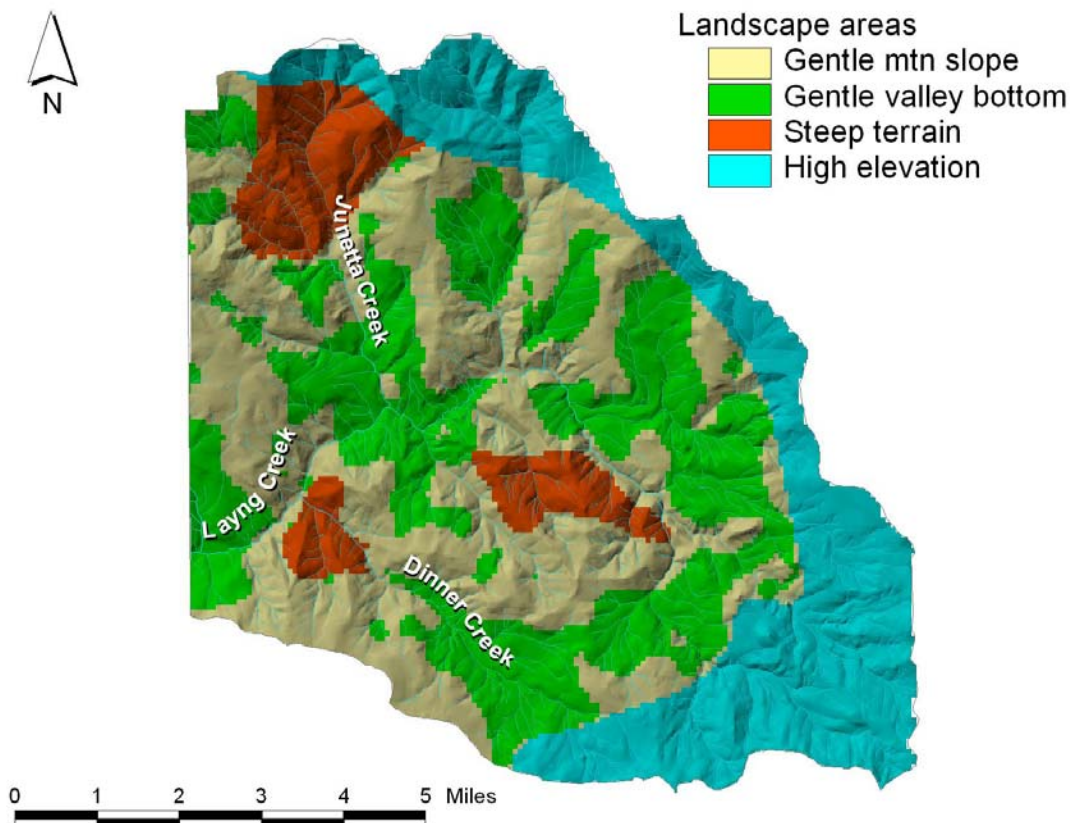 Landscape areas
Gentle mtn slope
Gentle valley bottom
Steep terrain
High elevation
N
Junetta Creek
Layng Creek
Dinner Creek
0 1 2 3 4 5 Miles